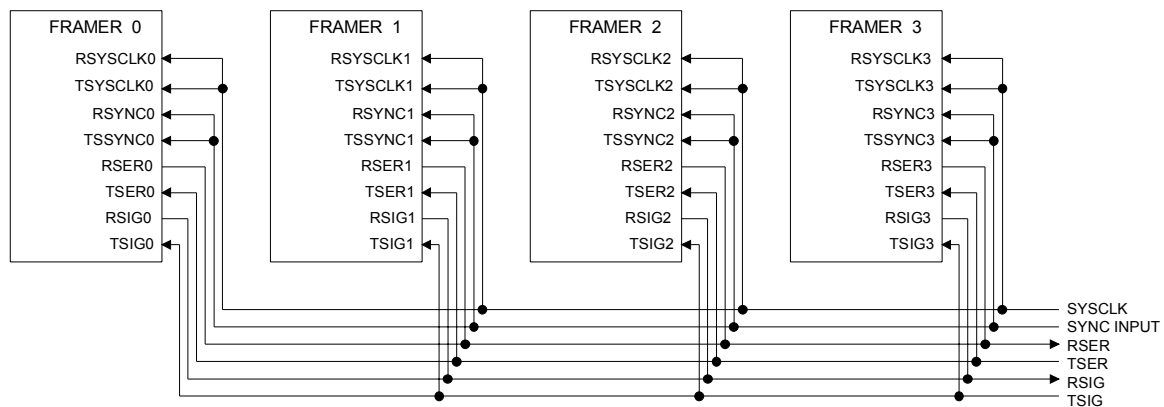 FRAMER 0
RSYSCLK0
TSYSCLK0
RSYNC0
TSSYNC0
RSER0
TSER0
RSIG0
TSIG0
FRAMER 1
RSYSCLK1
TSYSCLK1
RSYNC1
TSSYNC1
RSER1
TSER1
RSIG1
TSIG1
FRAMER 2
RSYSCLK2
TSYSCLK2
RSYNC2
TSSYNC2
RSER2
TSER2
RSIG2
TSIG2
FRAMER 3
RSYSCLK3
TSYSCLK3
RSYNC3
TSSYNC3
RSER3
TSER3
RSIG3
TSIG3
SYSCLK
SYNC INPUT
RSER
TSER
RSIG
TSIG